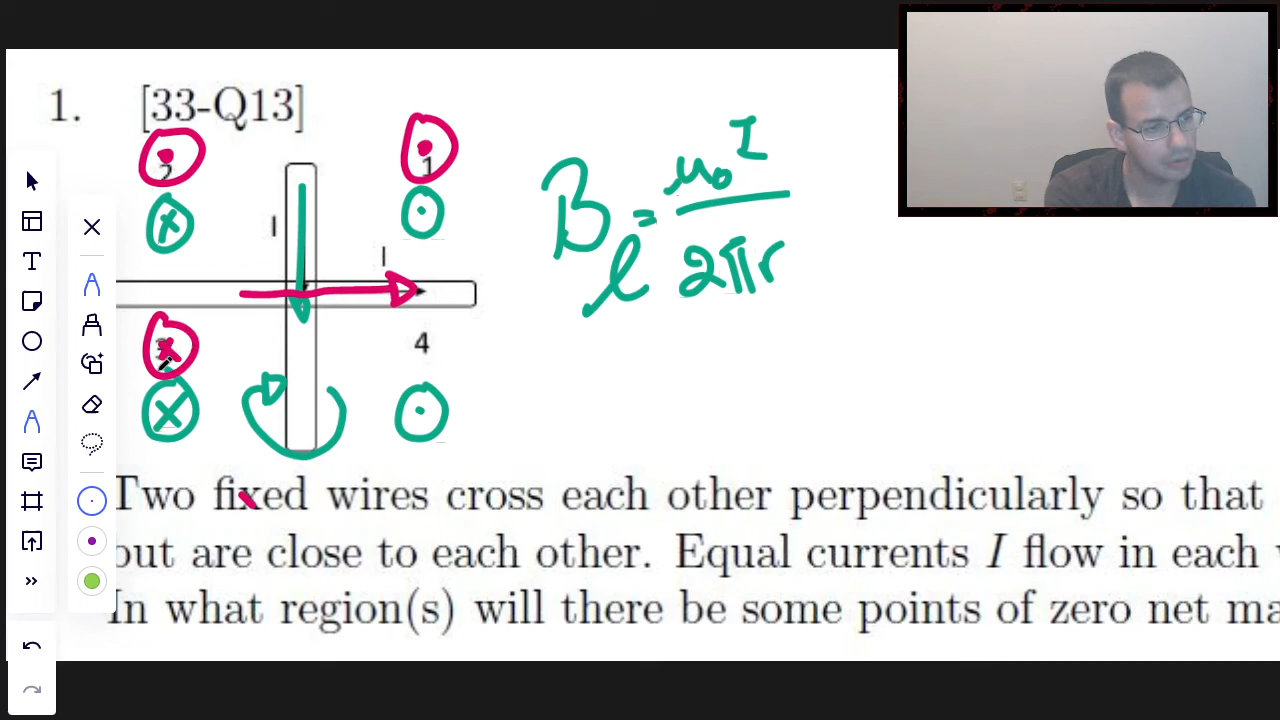 1. [33-Q13]
2 1
I
I
B_l = μ₀I / 2πr
4
Two fixed wires cross each other perpendicularly so that
but are close to each other. Equal currents I flow in each
In what region(s) will there be some points of zero net ma